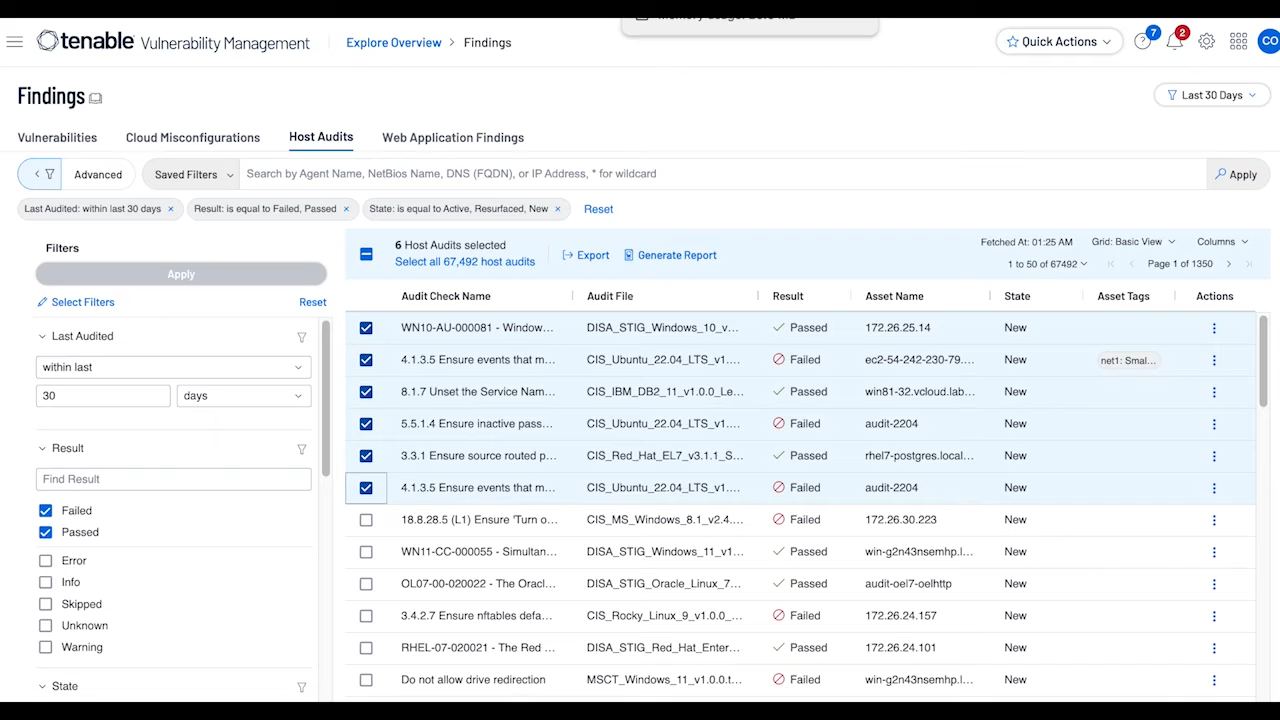 tenable Vulnerability Management
Explore Overview > Findings
Quick Actions
7
2
CO
Findings
Last 30 Days
Vulnerabilities
Cloud Misconfigurations
Host Audits
Web Application Findings
Advanced
Saved Filters
Search by Agent Name, NetBios Name, DNS (FQDN), or IP Address, * for wildcard
Apply
Last Audited: within last 30 days ×
Result: is equal to Failed, Passed ×
State: is equal to Active, Resurfaced, New ×
Reset
Filters
Apply
Select Filters
Reset
Last Audited
within last
30
days
Result
Find Result
Failed
Passed
Error
Info
Skipped
Unknown
Warning
State
6 Host Audits selected
Select all 67,492 host audits
Export
Generate Report
Fetched At: 01:25 AM
Grid: Basic View
Columns
1 to 50 of 67492
Page 1 of 1350
Audit Check Name Audit File Result Asset Name State Asset Tags Actions
WN10-AU-000081 - Window... DISA_STIG_Windows_10_v... Passed 172.26.25.14 New
4.1.3.5 Ensure events that m... CIS_Ubuntu_22.04_LTS_v1.... Failed ec2-54-242-230-79.... New net1: Smal...
8.1.7 Unset the Service Nam... CIS_IBM_DB2_11_v1.0.0_Le... Passed win81-32.vcloud.lab... New
5.5.1.4 Ensure inactive pass... CIS_Ubuntu_22.04_LTS_v1.... Failed audit-2204 New
3.3.1 Ensure source routed p... CIS_Red_Hat_EL7_v3.1.1_S... Passed rhel7-postgres.local... New
4.1.3.5 Ensure events that m... CIS_Ubuntu_22.04_LTS_v1.... Failed audit-2204 New
18.8.28.5 (L1) Ensure 'Turn o... CIS_MS_Windows_8.1_v2.4.... Failed 172.26.30.223 New
WN11-CC-000055 - Simultan... DISA_STIG_Windows_11_v1... Passed win-g2n43nsemhp.l... New
OL07-00-020022 - The Oracl... DISA_STIG_Oracle_Linux_7... Passed audit-oel7-oelhttp New
3.4.2.7 Ensure nftables defa... CIS_Rocky_Linux_9_v1.0.0_... Failed 172.26.24.157 New
RHEL-07-020021 - The Red ... DISA_STIG_Red_Hat_Enter... Passed 172.26.24.101 New
Do not allow drive redirection MSCT_Windows_11_v1.0.0.t... Failed win-g2n43nsemhp.l... New